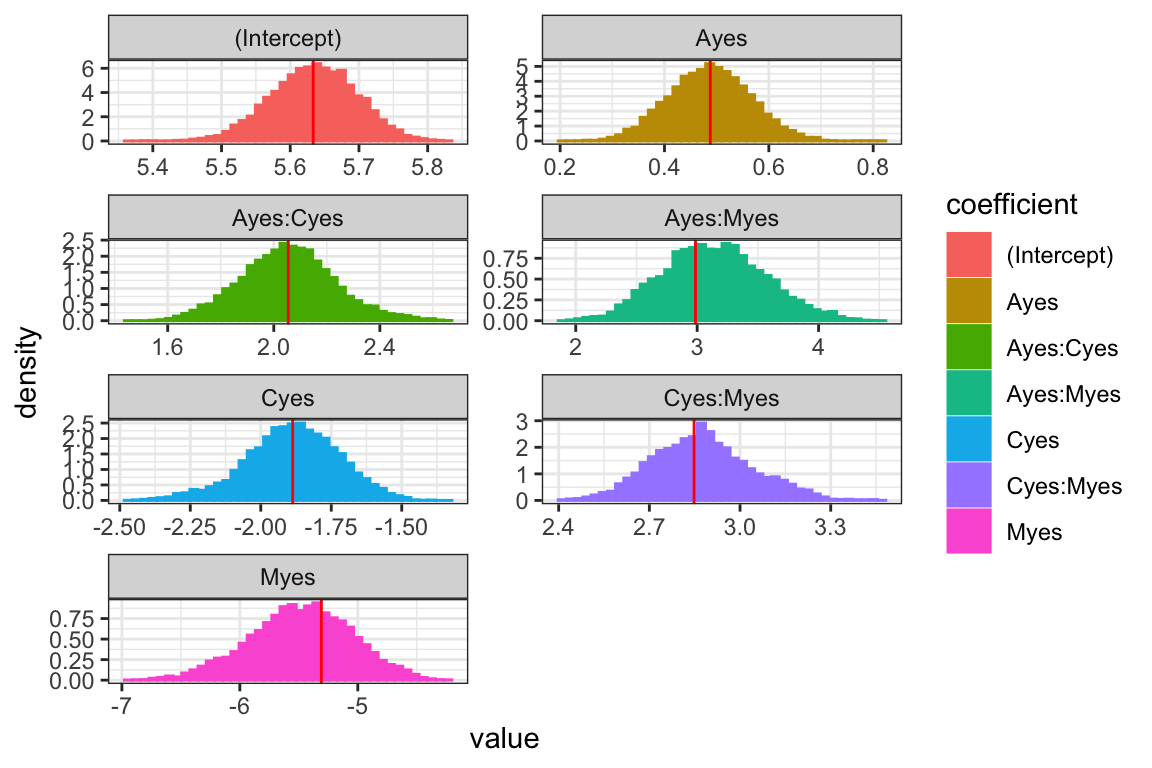 (Intercept)
6
4
2
0
5.4 5.5 5.6 5.7 5.8
Ayes
5
4
3
2
1
0
0.2 0.4 0.6 0.8
Ayes:Cyes
2.5
2.0
1.5
1.0
0.5
0.0
1.6 2.0 2.4
Ayes:Myes
0.75
0.50
0.25
0.00
2 3 4
Cyes
2.5
2.0
1.5
1.0
0.5
0.0
-2.50 -2.25 -2.00 -1.75 -1.50
Cyes:Myes
3
2
1
0
2.4 2.7 3.0 3.3
Myes
0.75
0.50
0.25
0.00
-7 -6 -5
density
value
coefficient
(Intercept)
Ayes
Ayes:Cyes
Ayes:Myes
Cyes
Cyes:Myes
Myes